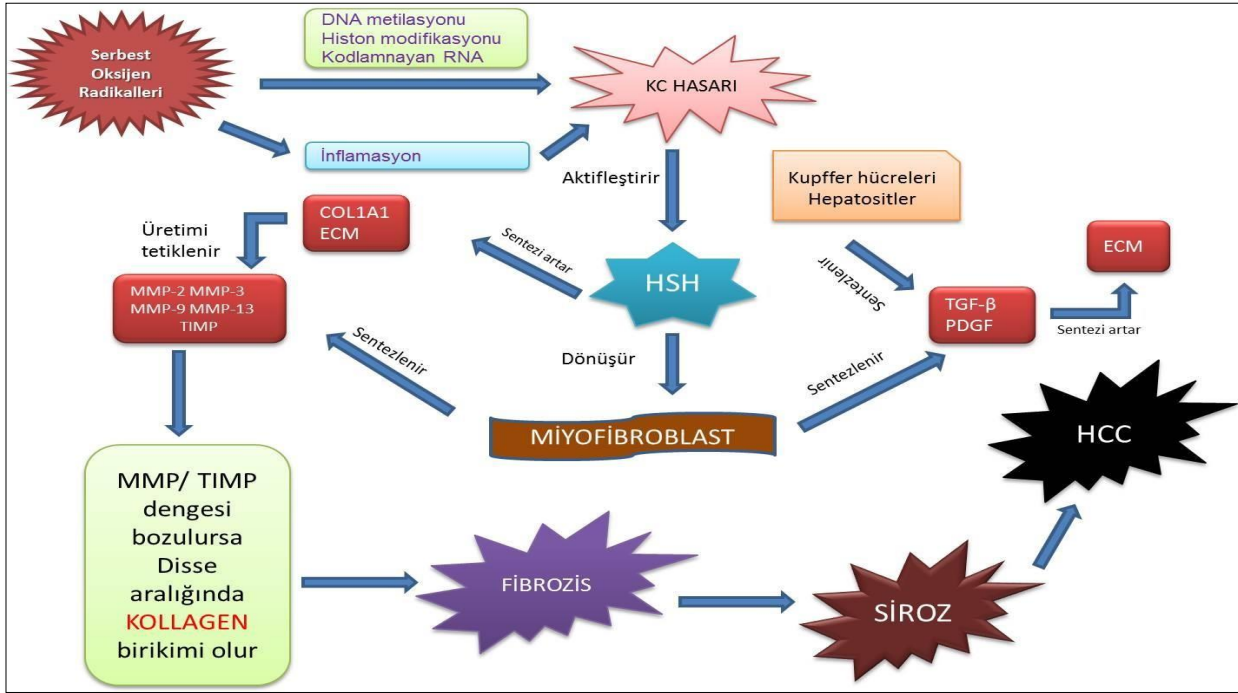 Serbest
Oksijen
Radikalleri
DNA metilasyonu
Histon modifikasyonu
Kodlamnayan RNA
KC HASARI
İnflamasyon
Aktifleştirir
Kupffer hücreleri
Hepatositler
COL1A1
ECM
Üretimi
tetiklenir
Sentezi artar
HSH
Sentezlenir
ECM
MMP-2 MMP-3
MMP-9 MMP-13
TIMP
TGF-β
PDGF
Sentezi artar
Sentezlenir
Dönüşür
Sentezlenir
MİYOFİBROBLAST
HCC
MMP/ TIMP
dengesi
bozulursa
Disse
aralığında
KOLLAGEN
birikimi olur
FİBROZİS
SİROZ